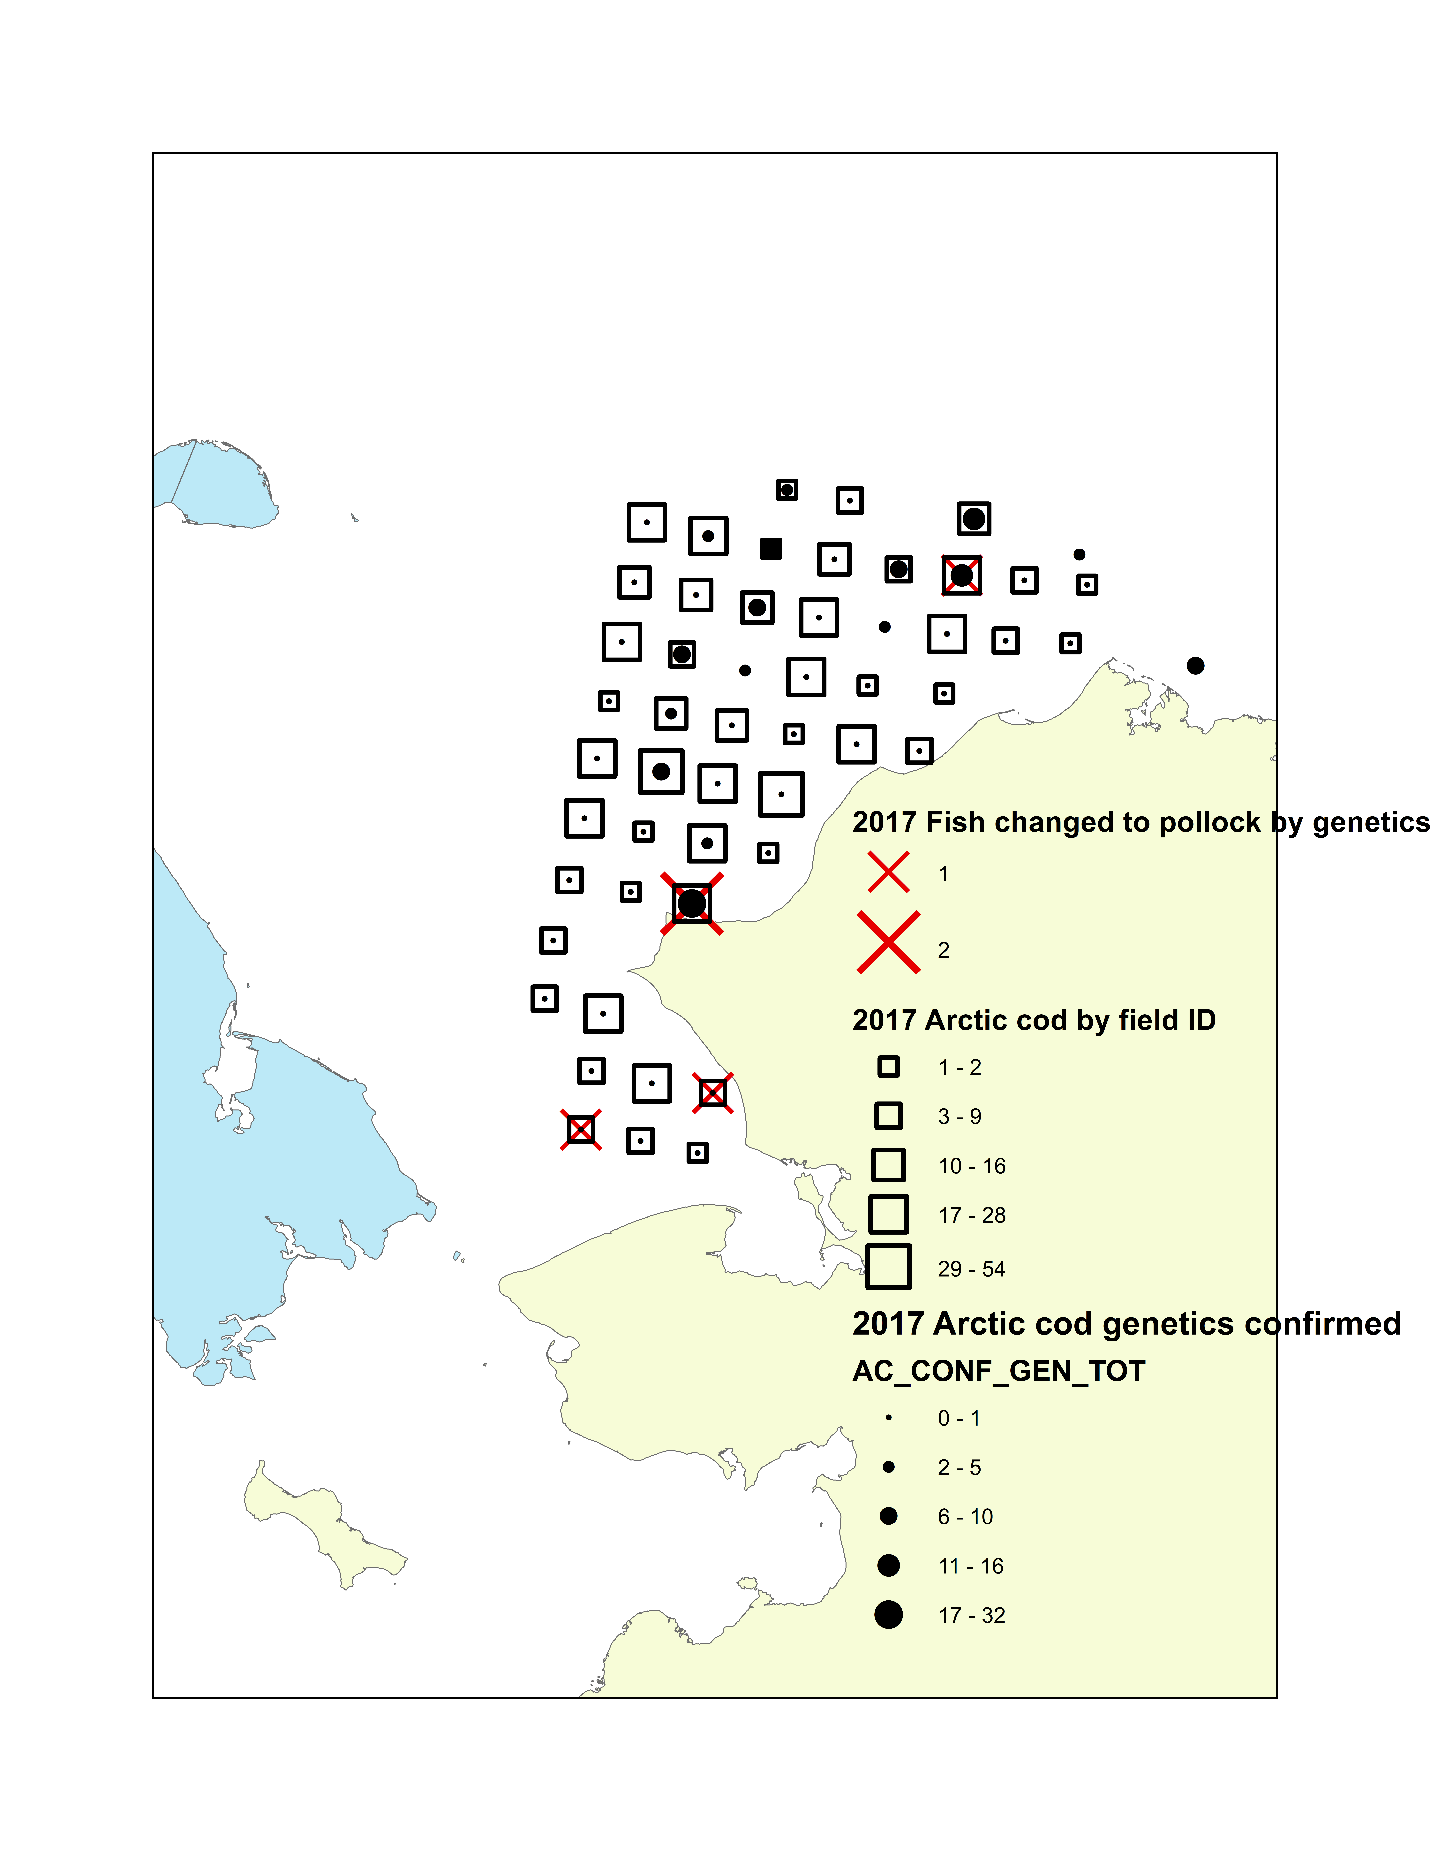 2017 Fish changed to pollock by genetics
1
2
2017 Arctic cod by field ID
1 - 2
3 - 9
10 - 16
17 - 28
29 - 54
2017 Arctic cod genetics confirmed
AC_CONF_GEN_TOT
0 - 1
2 - 5
6 - 10
11 - 16
17 - 32